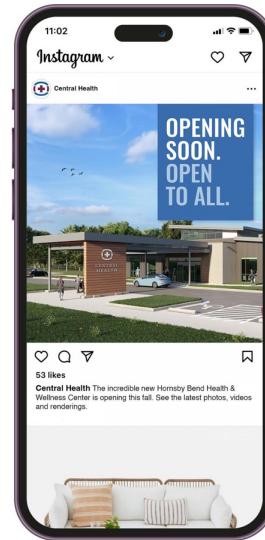 11:02
Instagram
Central Health
OPENING
SOON.
OPEN
TO ALL.
CENTRAL
HEALTH
53 likes
Central Health The incredible new Hornsby Bend Health &
Wellness Center is opening this fall. See the latest photos, videos
and renderings.